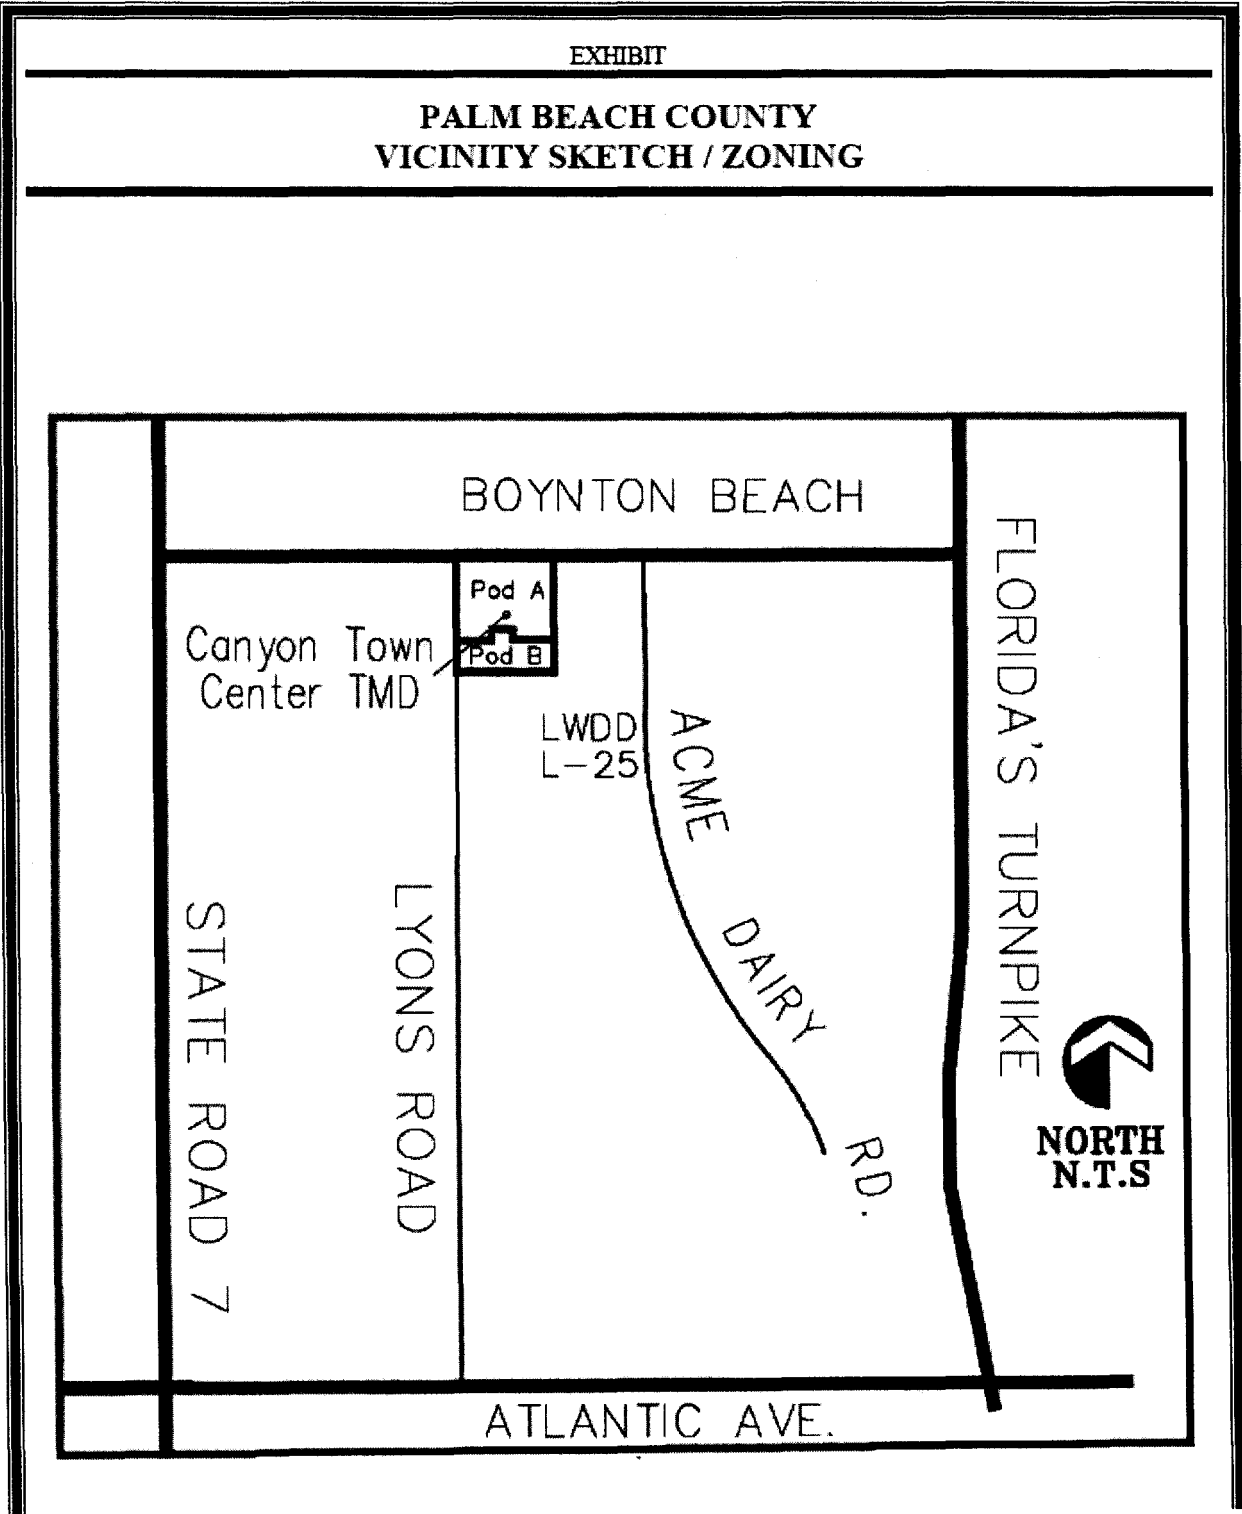 EXHIBIT
PALM BEACH COUNTY
VICINITY SKETCH / ZONING
BOYNTON BEACH
FLORIDA'S TURNPIKE
Pod A
Canyon Town
Center TMD
Pod B
LWDD
L-25
ACME DAIRY RD.
STATE ROAD 7
LYONS ROAD
NORTH
N.T.S
ATLANTIC AVE.